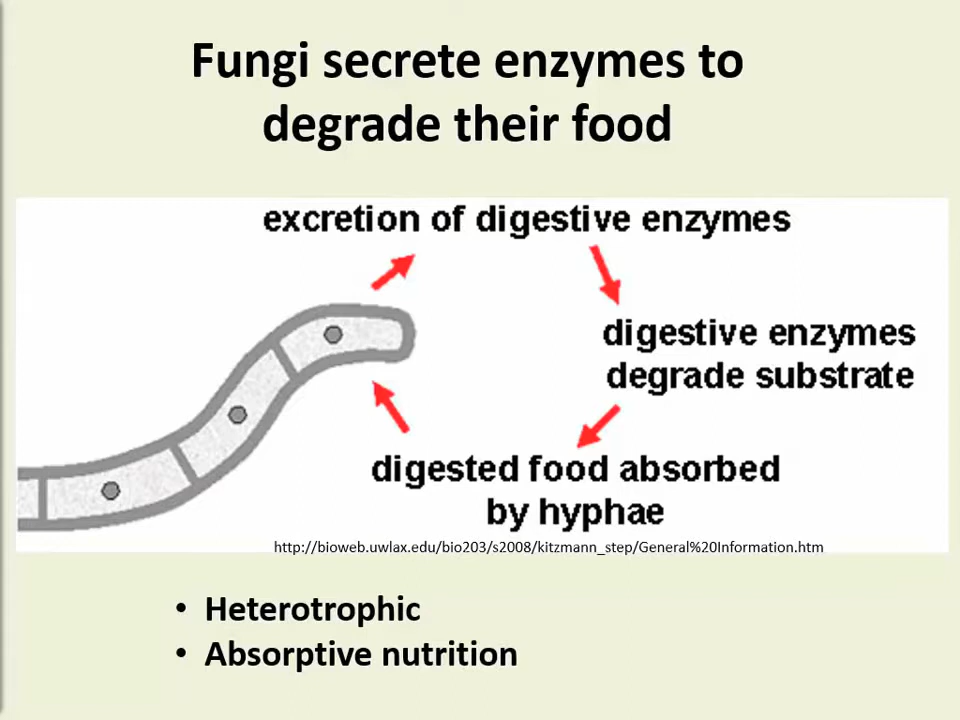 Fungi secrete enzymes to
degrade their food
excretion of digestive enzymes
digestive enzymes
degrade substrate
digested food absorbed
by hyphae
http://bioweb.uwlax.edu/bio203/s2008/kitzmann_step/General%20Information.htm
• Heterotrophic
• Absorptive nutrition